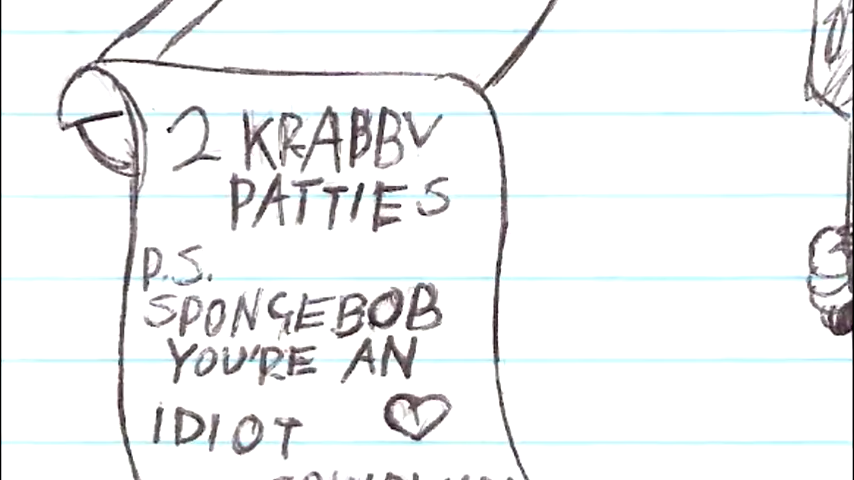 2 KRABBY
PATTIES
P.S.
SPONGEBOB
YOU'RE AN
IDIOT